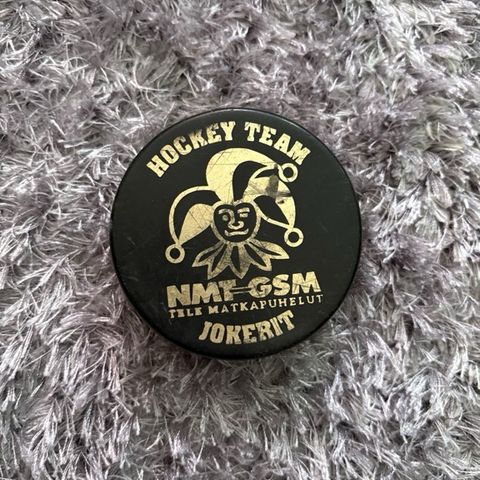 HOCKEY TEAM
NMT-GSM
TELE MATKAPUHELUT
JOKERIT